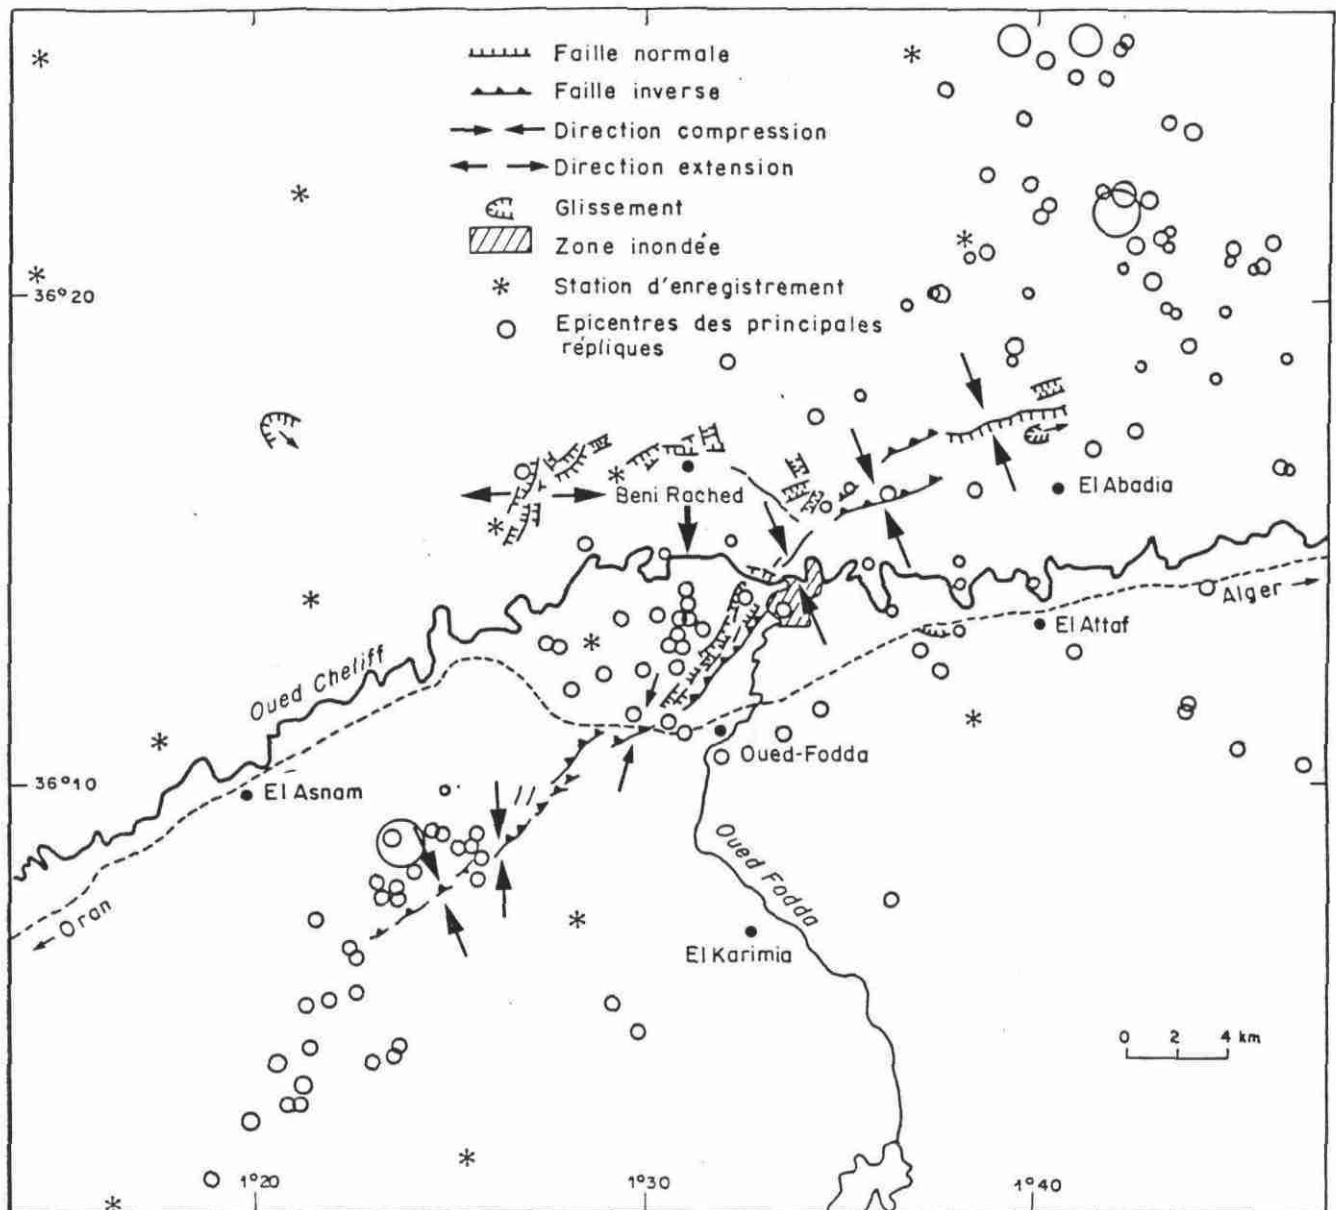 Faille normale
Faille inverse
Direction compression
Direction extension
Glissement
Zone inondée
Station d'enregistrement
Epicentres des principales
répliques
36°20
Beni Rached
El Abadia
Alger
El Attaf
Oued Cheliff
Oued-Fodda
36°10
El Asnam
Oran
Oued Fodda
El Karimia
0 2 4 km
1°20
1°30
1°40